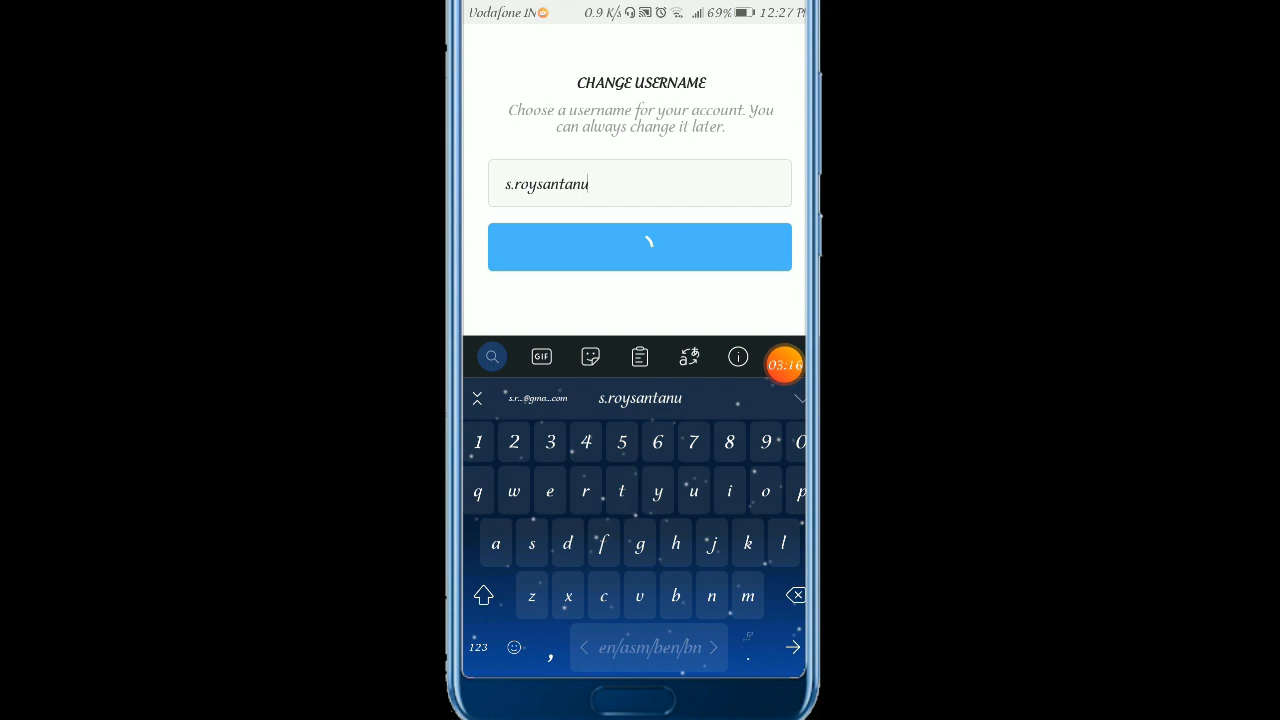 Vodafone IN 0.9 K/s 69% 12:27 P
CHANGE USERNAME
Choose a username for your account. You
can always change it later.
s.roysantanu
GIF
03:16
s.r...@gma...com s.roysantanu
1 2 3 4 5 6 7 8 9 0
q w e r t y u i o p
a s d f g h j k l
z x c v b n m
123 , en/asm/ben/bn .